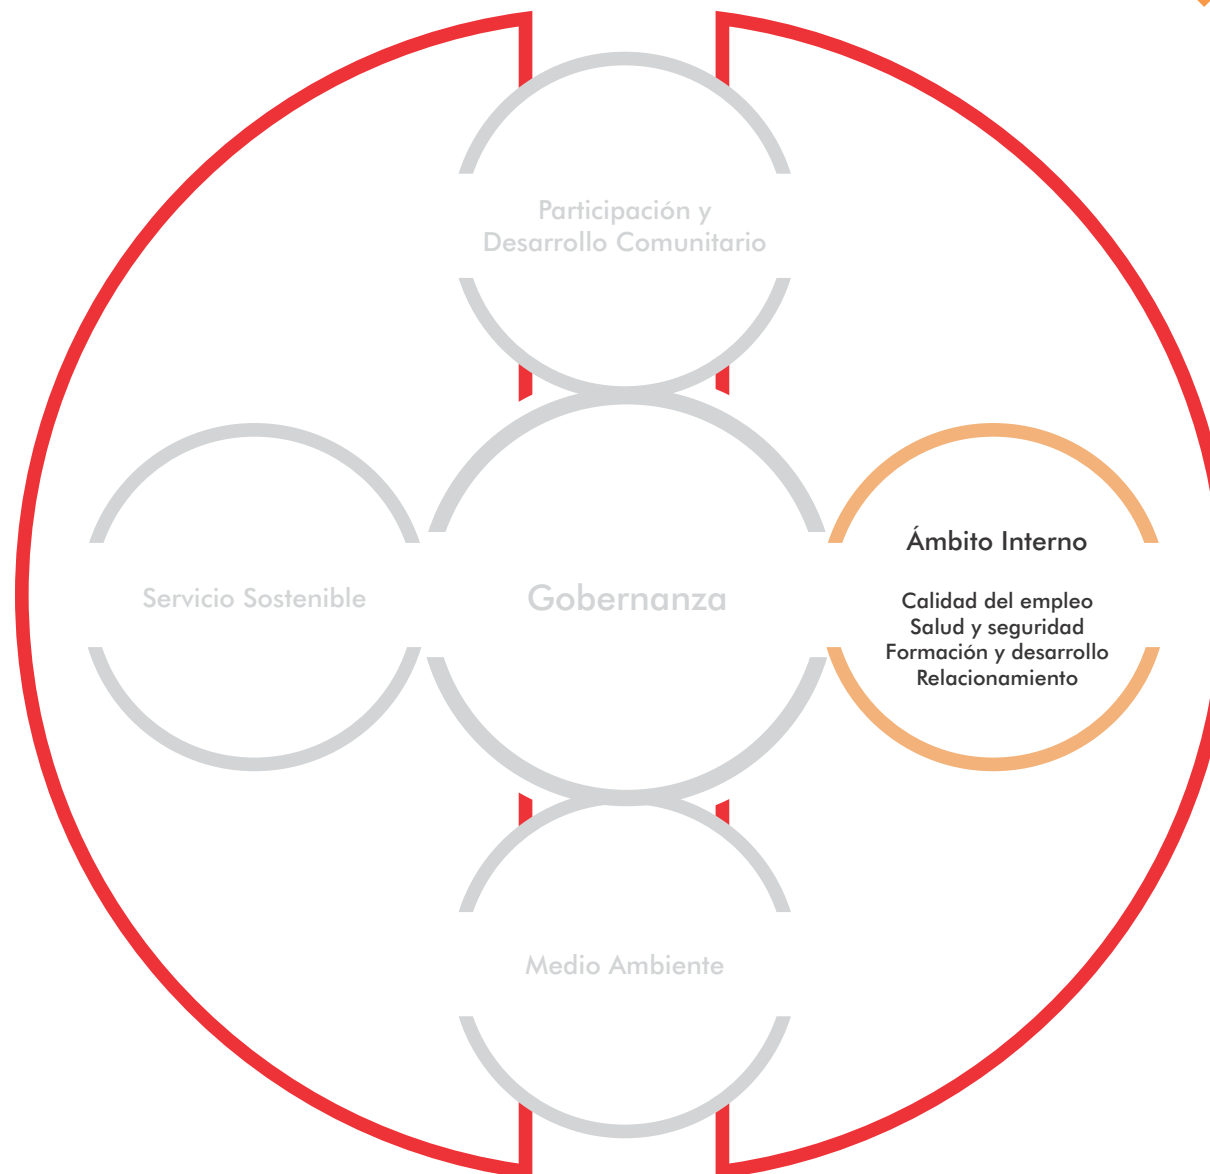 Participación y
Desarrollo Comunitario
Servicio Sostenible
Gobernanza
Ámbito Interno
Calidad del empleo
Salud y seguridad
Formación y desarrollo
Relacionamiento
Medio Ambiente